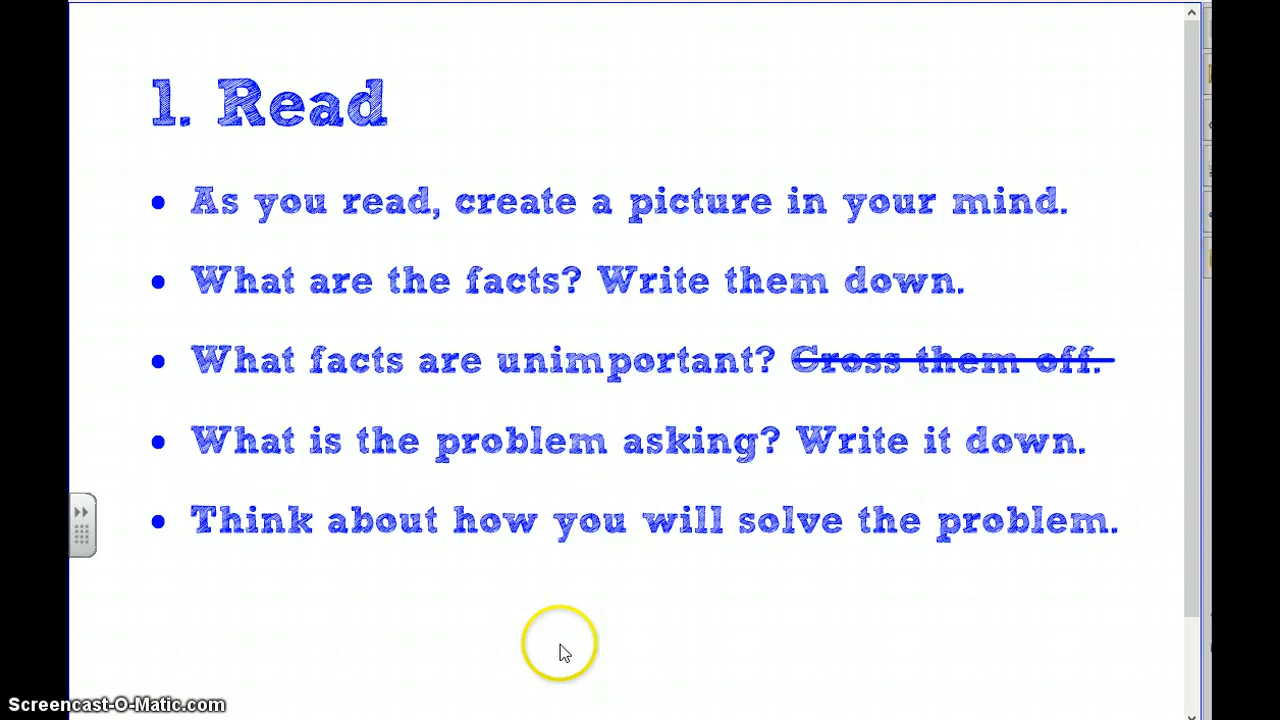 1. Read
• As you read, create a picture in your mind.
• What are the facts? Write them down.
• What facts are unimportant? Cross them off.
• What is the problem asking? Write it down.
• Think about how you will solve the problem.
Screencast-O-Matic.com